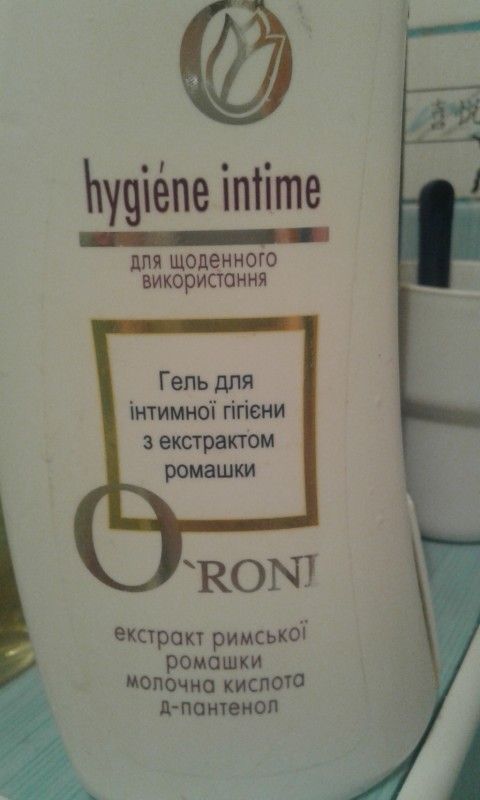 hygiéne intime
для щоденного
використання
Гель для
інтимної гігієни
з екстрактом
ромашки
O`RONI
екстракт римської
ромашки
молочна кислота
д-пантенол